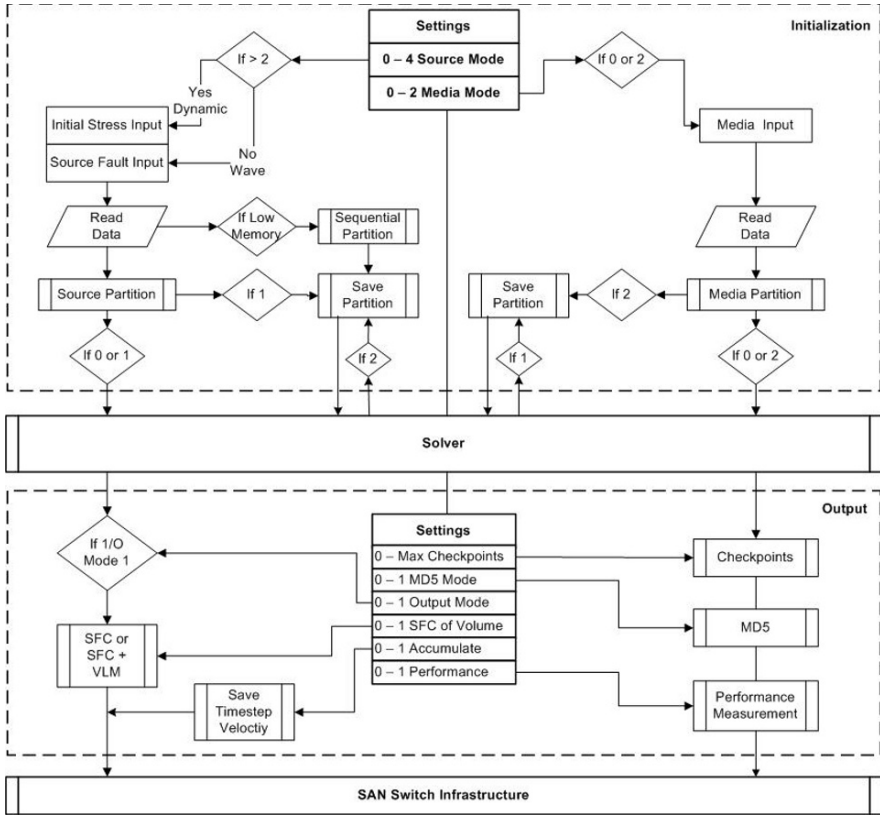 Settings
Initialization
0 – 4 Source Mode
0 – 2 Media Mode
If > 2
If 0 or 2
Yes
Dynamic
Initial Stress Input
Source Fault Input
No
Wave
Media Input
Read
Data
If Low
Memory
Sequential
Partition
Read
Data
Source Partition
If 1
Save
Partition
Save
Partition
If 2
Media Partition
If 0 or 1
If 2
If 1
If 0 or 2
Solver
Output
Settings
If 1/O
Mode 1
0 – Max Checkpoints
0 – 1 MD5 Mode
0 – 1 Output Mode
0 – 1 SFC of Volume
0 – 1 Accumulate
0 – 1 Performance
Checkpoints
MD5
SFC or
SFC +
VLM
Save
Timestep
Veloctiy
Performance
Measurement
SAN Switch Infrastructure